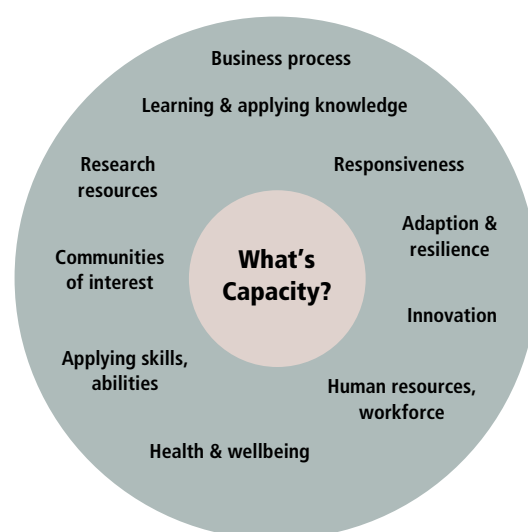 Business process
Learning & applying knowledge
Research
resources
Responsiveness
Adaption &
resilience
Communities
of interest
What's
Capacity?
Innovation
Applying skills,
abilities
Human resources,
workforce
Health & wellbeing